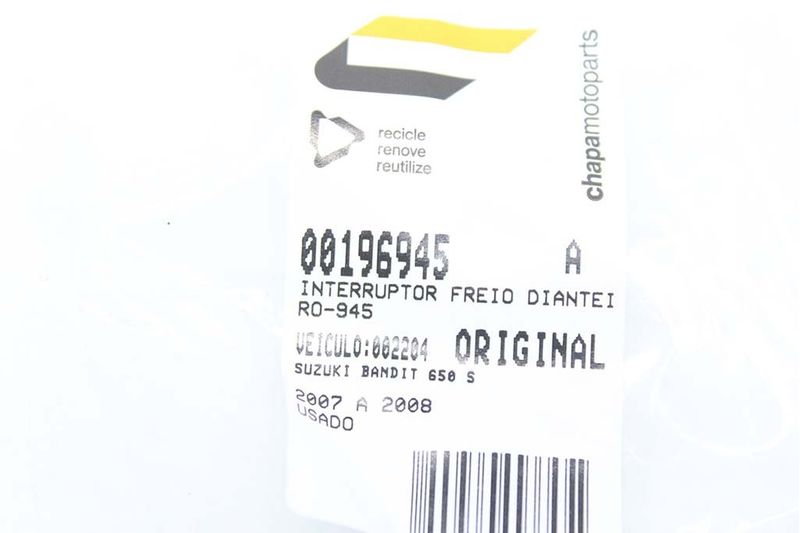 chapamotoparts
recicle
renove
reutilize
00196945 A
INTERRUPTOR FREIO DIANTEI
RO-945
VEICULO:002204 ORIGINAL
SUZUKI BANDIT 650 S
2007 A 2008
USADO